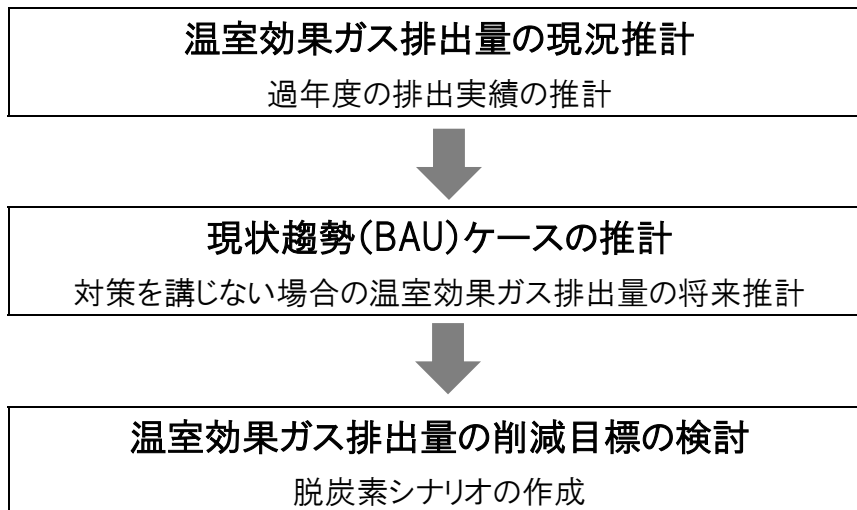 温室効果ガス排出量の現況推計
過年度の排出実績の推計
現状趨勢(BAU)ケースの推計
対策を講じない場合の温室効果ガス排出量の将来推計
温室効果ガス排出量の削減目標の検討
脱炭素シナリオの作成